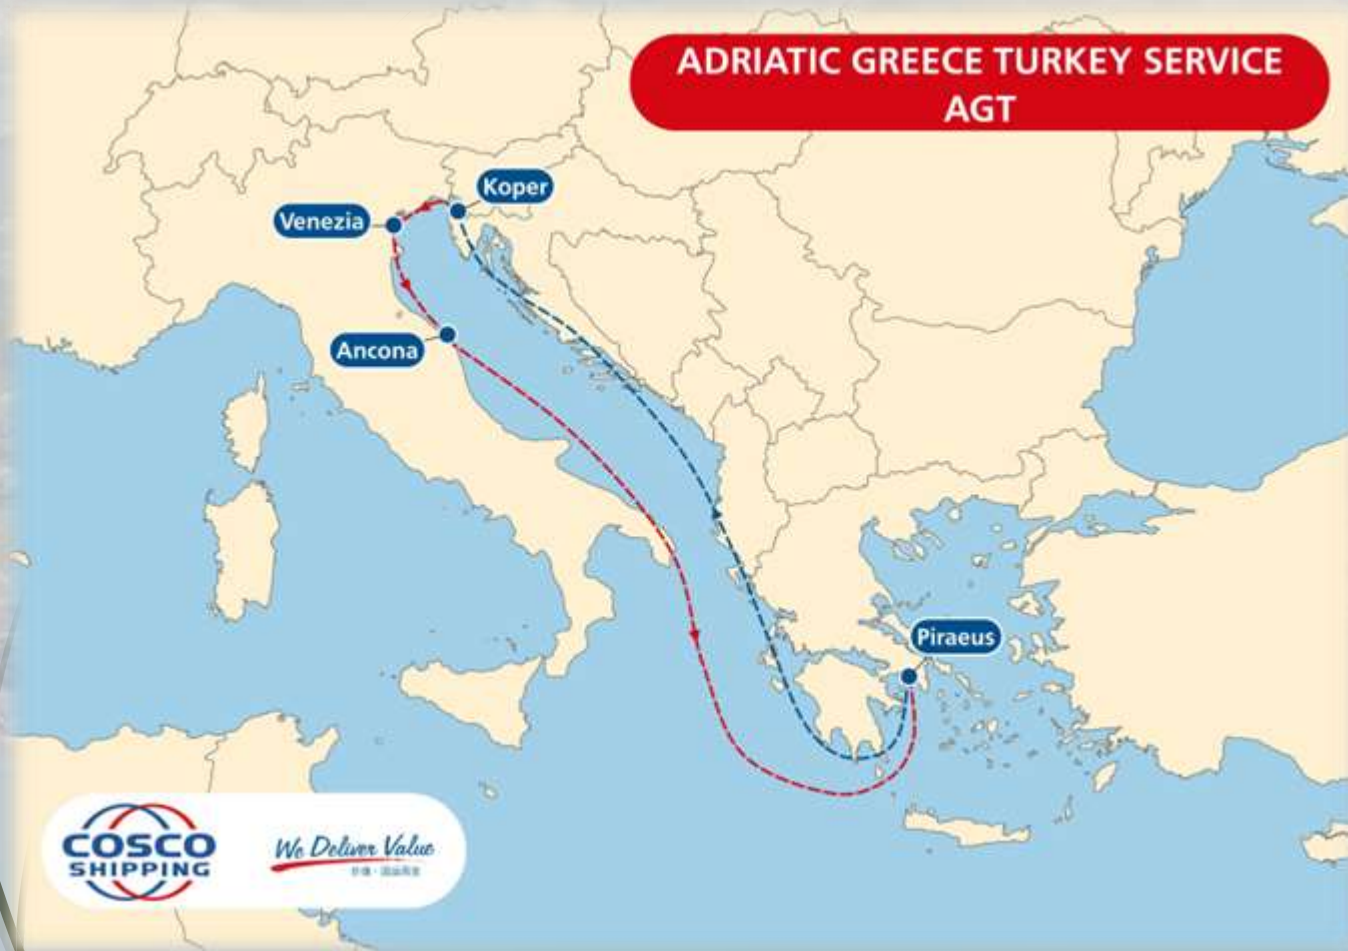 ADRIATIC GREECE TURKEY SERVICE
AGT
Koper
Venezia
Ancona
Piraeus
COSCO
SHIPPING
We Deliver Value